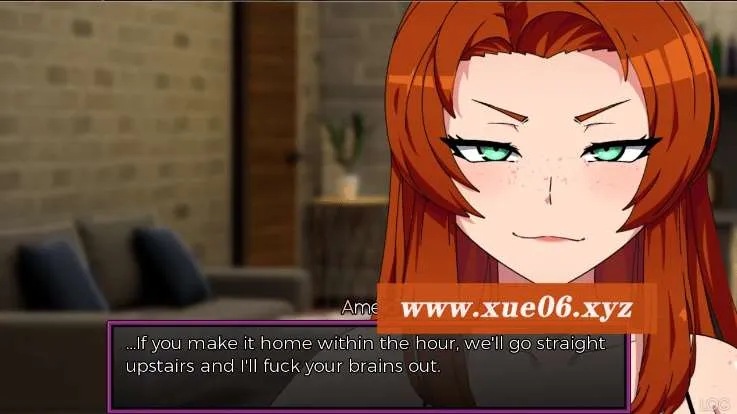 Ame
www.xue06.xyz
...If you make it home within the hour, we'll go straight
upstairs and I'll fuck your brains out.
LOG